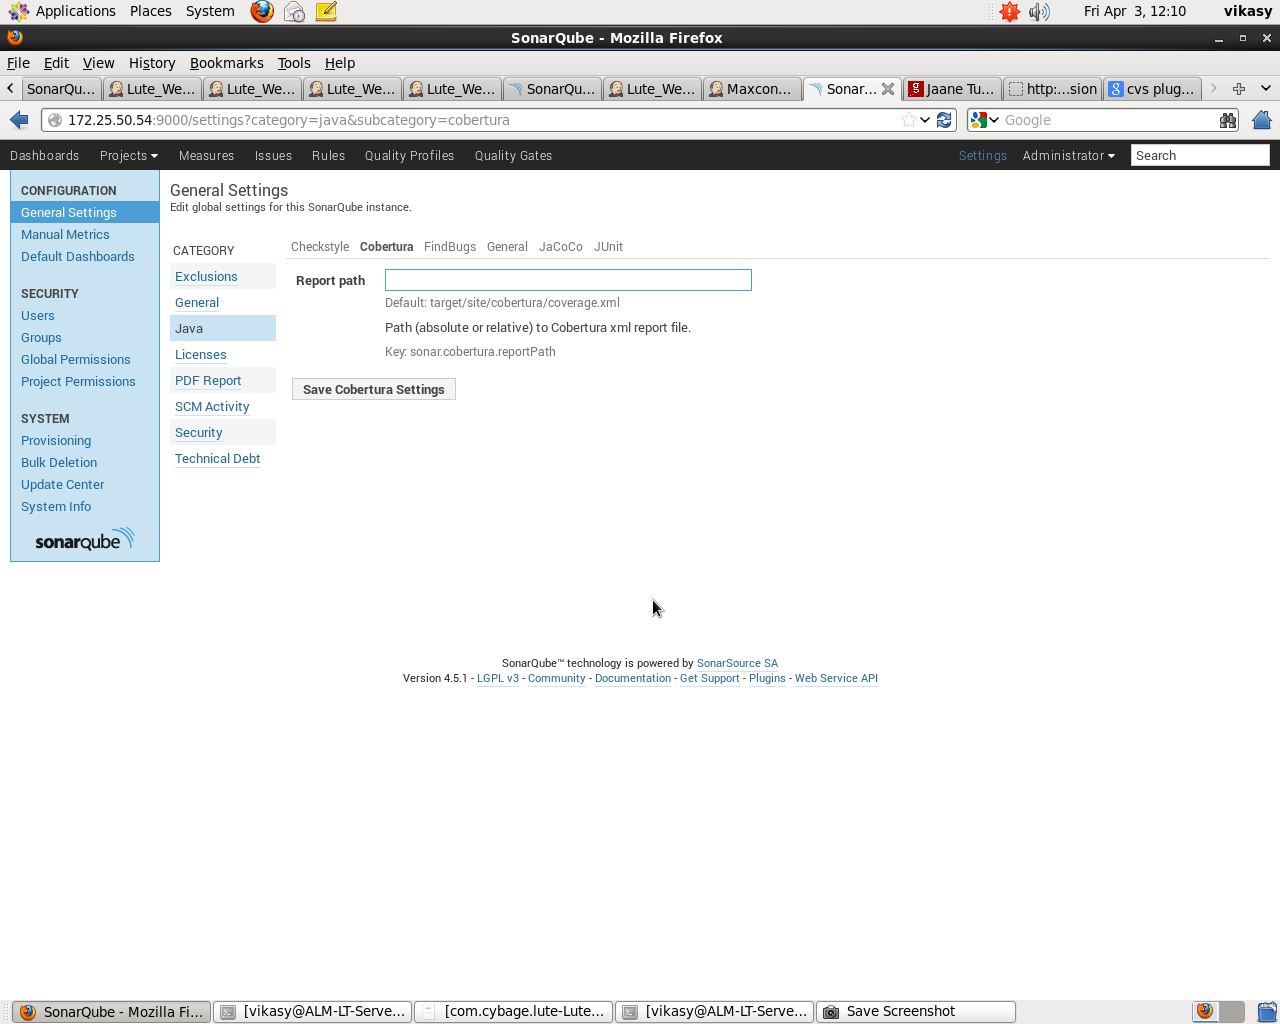 Applications Places System Fri Apr 3, 12:10 vikasy
SonarQube - Mozilla Firefox
File Edit View History Bookmarks Tools Help
SonarQu... Lute_We... Lute_We... Lute_We... Lute_We... SonarQu... Lute_We... Maxcon... Sonar... Jaane Tu... http:...sion cvs plug...
172.25.50.54:9000/settings?category=java&subcategory=cobertura Google
Dashboards Projects Measures Issues Rules Quality Profiles Quality Gates Settings Administrator Search
CONFIGURATION
General Settings
Manual Metrics
Default Dashboards
SECURITY
Users
Groups
Global Permissions
Project Permissions
SYSTEM
Provisioning
Bulk Deletion
Update Center
System Info
sonarqube
General Settings
Edit global settings for this SonarQube instance.
CATEGORY
Exclusions
General
Java
Licenses
PDF Report
SCM Activity
Security
Technical Debt
Checkstyle Cobertura FindBugs General JaCoCo JUnit
Report path
Default: target/site/cobertura/coverage.xml
Path (absolute or relative) to Cobertura xml report file.
Key: sonar.cobertura.reportPath
Save Cobertura Settings
SonarQube™ technology is powered by SonarSource SA
Version 4.5.1 - LGPL v3 - Community - Documentation - Get Support - Plugins - Web Service API
SonarQube - Mozilla Fi... [vikasy@ALM-LT-Serve... [com.cybage.lute-Lute... [vikasy@ALM-LT-Serve... Save Screenshot